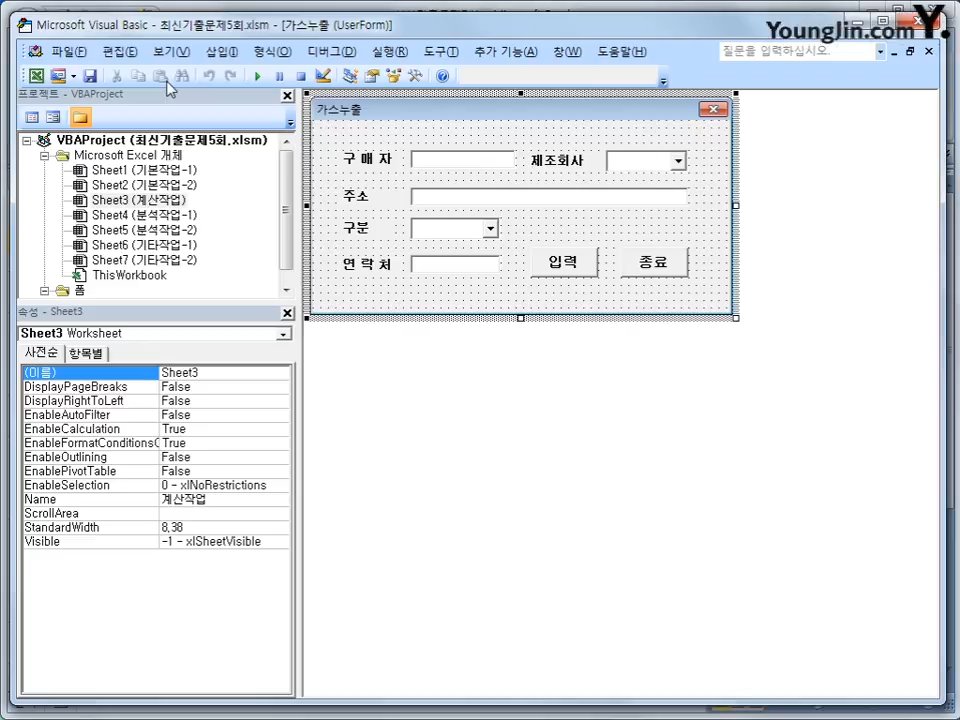 Microsoft Visual Basic - 최신기출문제5회.xlsm - [가스누출 (UserForm)]
Younglin.com Y.
파일(F) 편집(E) 보기(V) 삽입(I) 형식(O) 디버그(D) 실행(R) 도구(T) 추가 기능(A) 창(W) 도움말(H) 질문을 입력하십시오.
프로젝트 - VBAProject
VBAProject (최신기출문제5회.xlsm)
Microsoft Excel 개체
Sheet1 (기본작업-1)
Sheet2 (기본작업-2)
Sheet3 (계산작업)
Sheet4 (분석작업-1)
Sheet5 (분석작업-2)
Sheet6 (기타작업-1)
Sheet7 (기타작업-2)
ThisWorkbook
폼
가스누출
구 매 자 제조회사
주소
구분
연 락 처 입력 종료
속성 - Sheet3
Sheet3 Worksheet
사전순 항목별
(이름) Sheet3
DisplayPageBreaks False
DisplayRightToLeft False
EnableAutoFilter False
EnableCalculation True
EnableFormatConditionsC True
EnableOutlining False
EnablePivotTable False
EnableSelection 0 - xlNoRestrictions
Name 계산작업
ScrollArea
StandardWidth 8.38
Visible -1 - xlSheetVisible